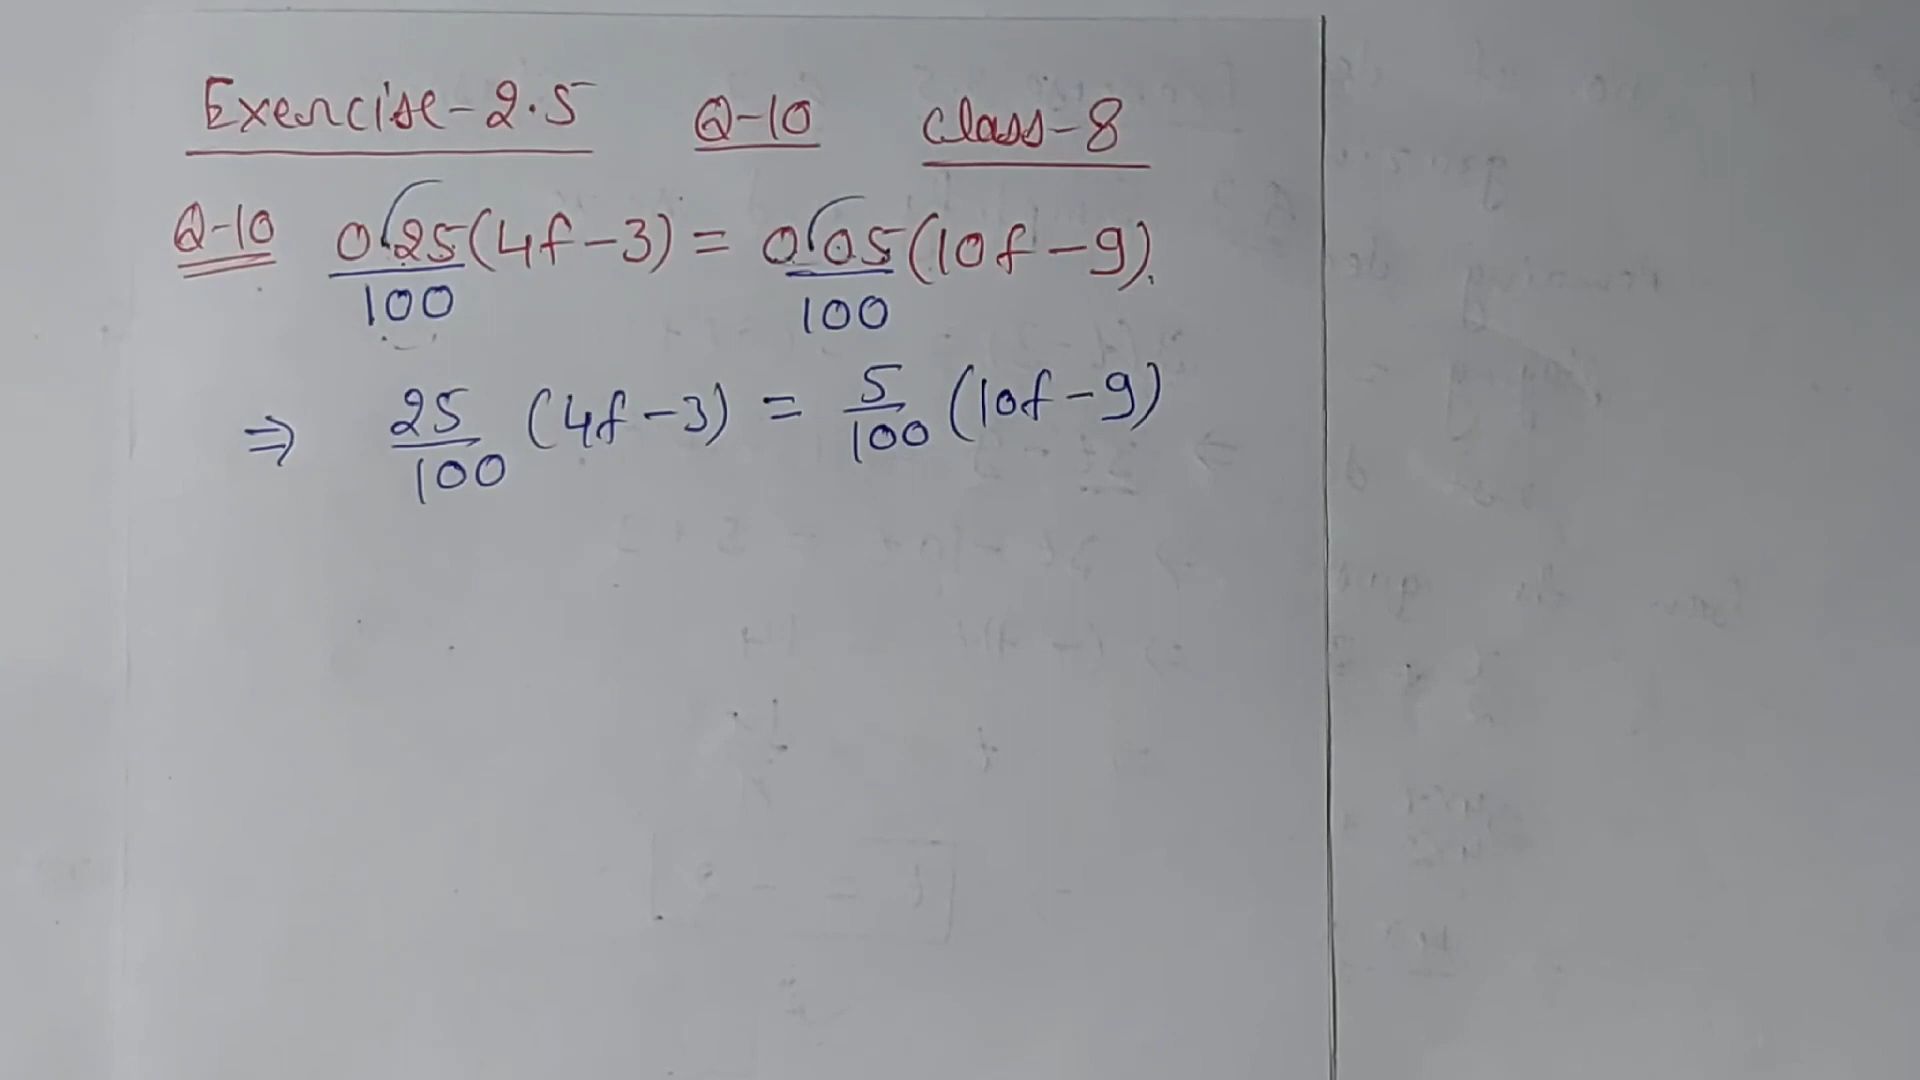 Exercise-2.5 Q-10 Class-8
Q-10 0.25(4f-3) = 0.05(10f-9).
100 100
⇒ 25/100 (4f-3) = 5/100 (10f-9)